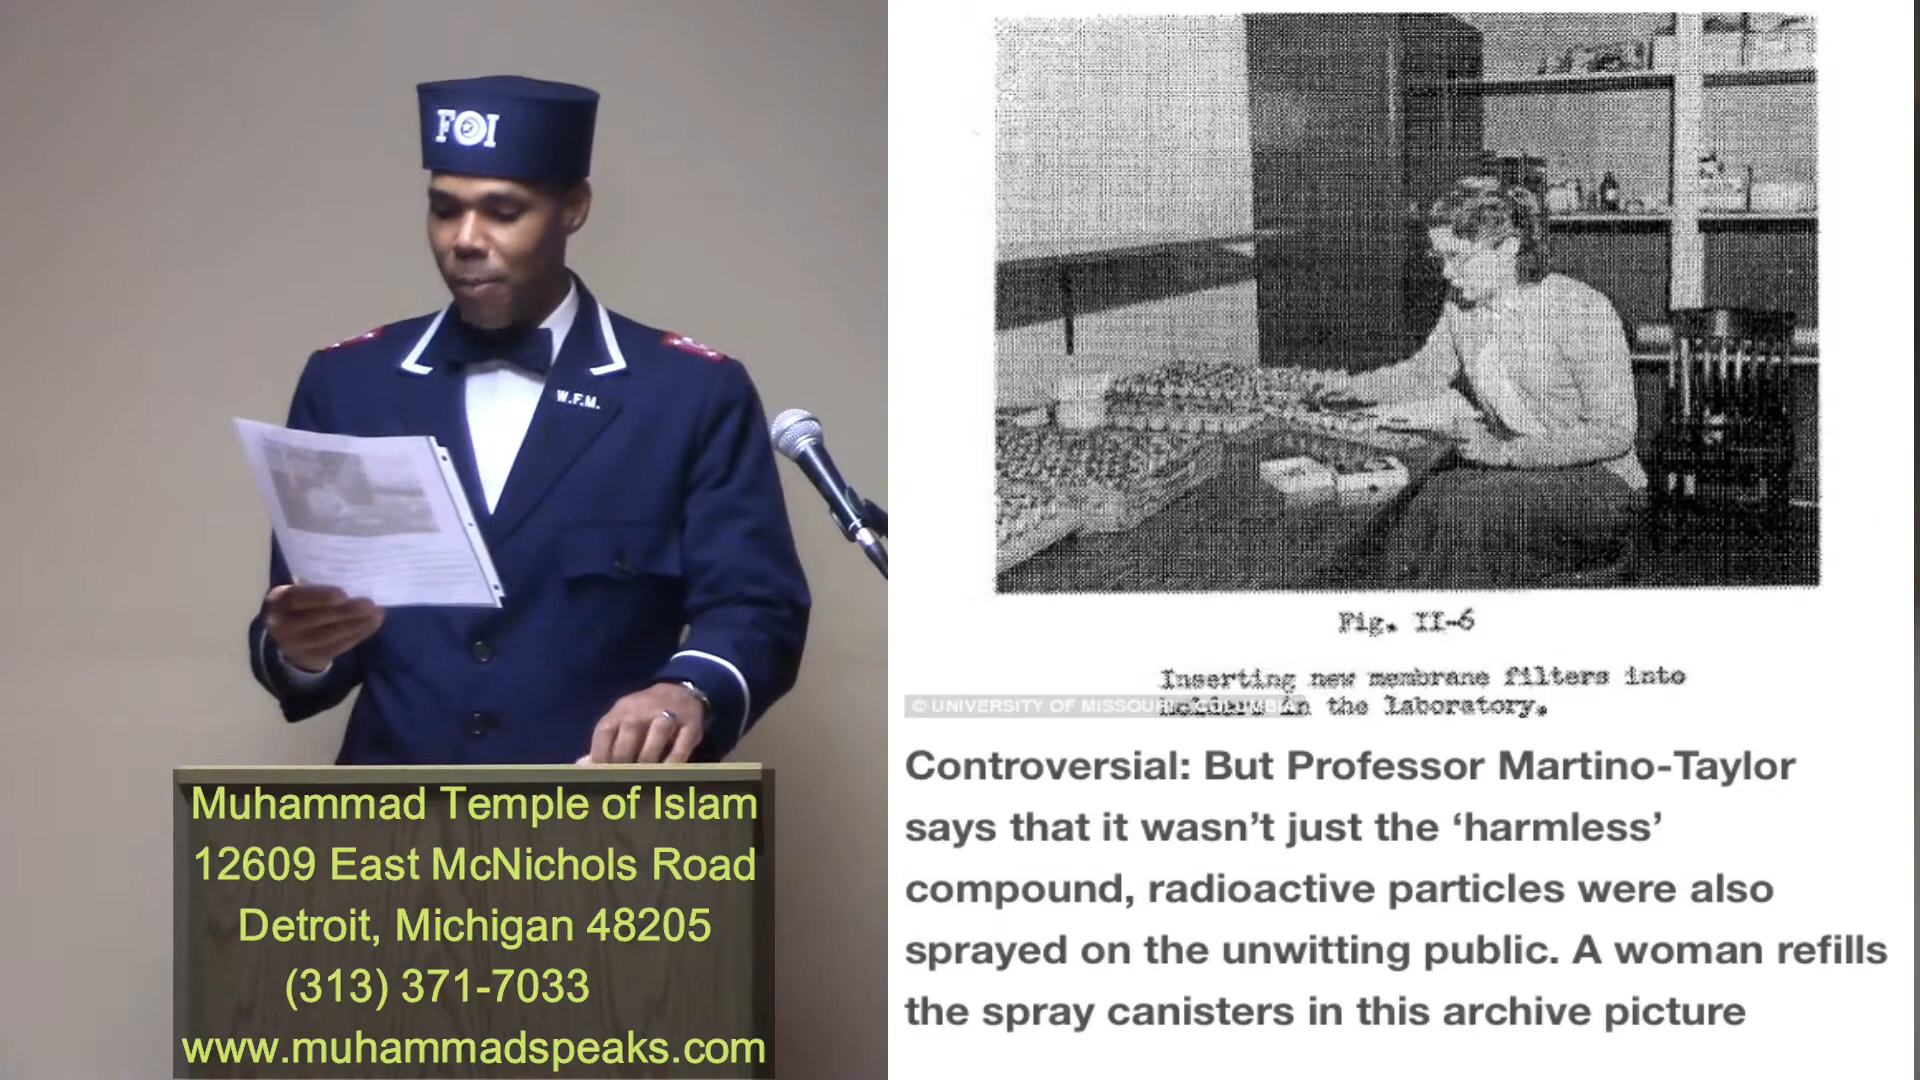 FOI
W.F.M.
Muhammad Temple of Islam
12609 East McNichols Road
Detroit, Michigan 48205
(313) 371-7033
www.muhammadspeaks.com
Fig. II-6
Inserting new membrane filters into
holders in the laboratory.
© UNIVERSITY OF MISSOURI - COLUMBIA
Controversial: But Professor Martino-Taylor
says that it wasn't just the ‘harmless’
compound, radioactive particles were also
sprayed on the unwitting public. A woman refills
the spray canisters in this archive picture